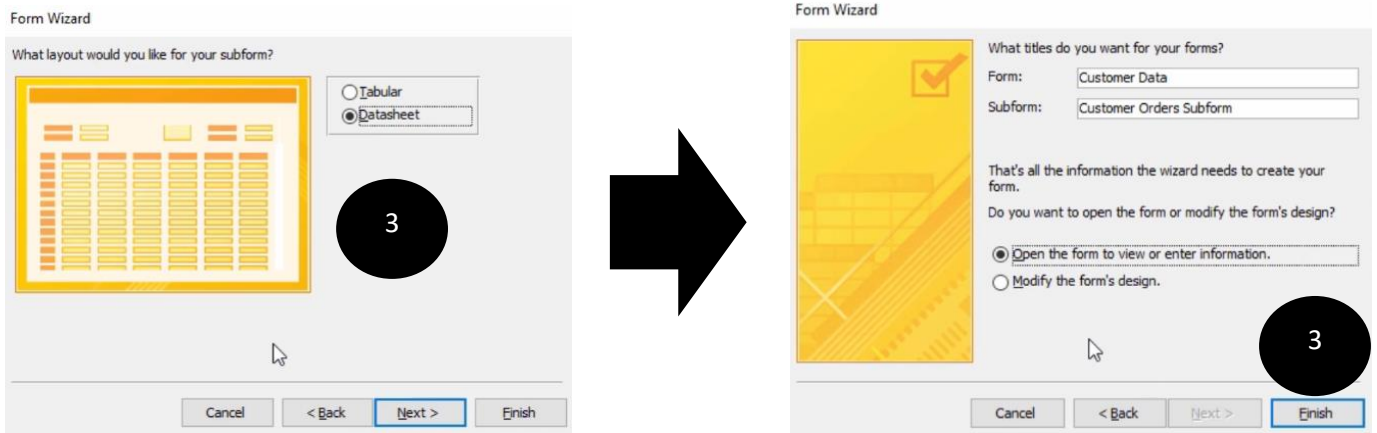 Form Wizard
What layout would you like for your subform?
Tabular
Datasheet
3
Cancel
< Back
Next >
Finish
Form Wizard
What titles do you want for your forms?
Form:
Customer Data
Subform:
Customer Orders Subform
That's all the information the wizard needs to create your
form.
Do you want to open the form or modify the form's design?
Open the form to view or enter information.
Modify the form's design.
3
Cancel
< Back
Next >
Finish